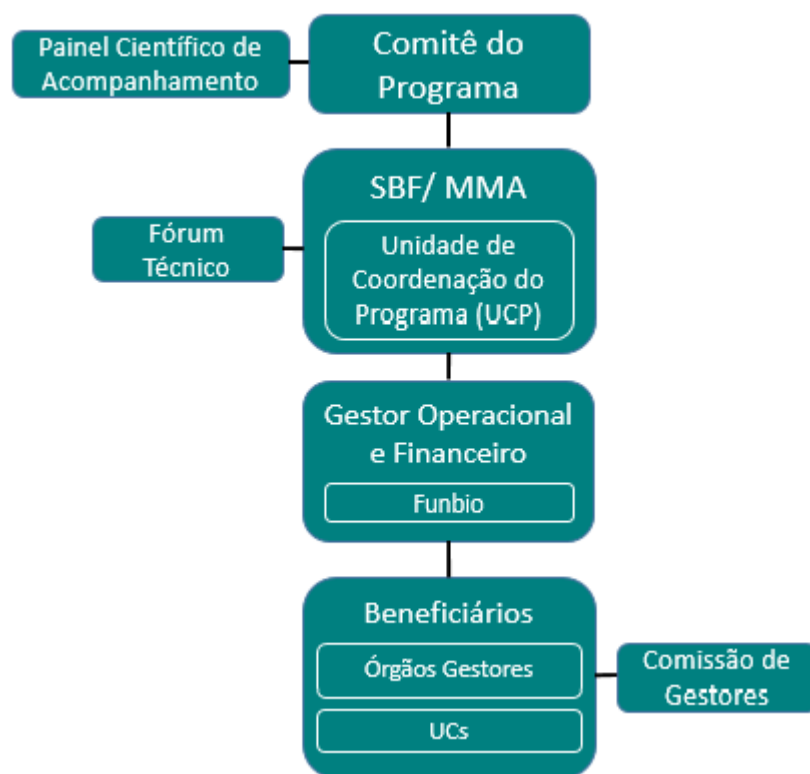 Painel Científico de
Acompanhamento
Comitê do
Programa
SBF/ MMA
Unidade de
Coordenação do
Programa (UCP)
Fórum
Técnico
Gestor Operacional
e Financeiro
Funbio
Beneficiários
Órgãos Gestores
UCs
Comissão de
Gestores